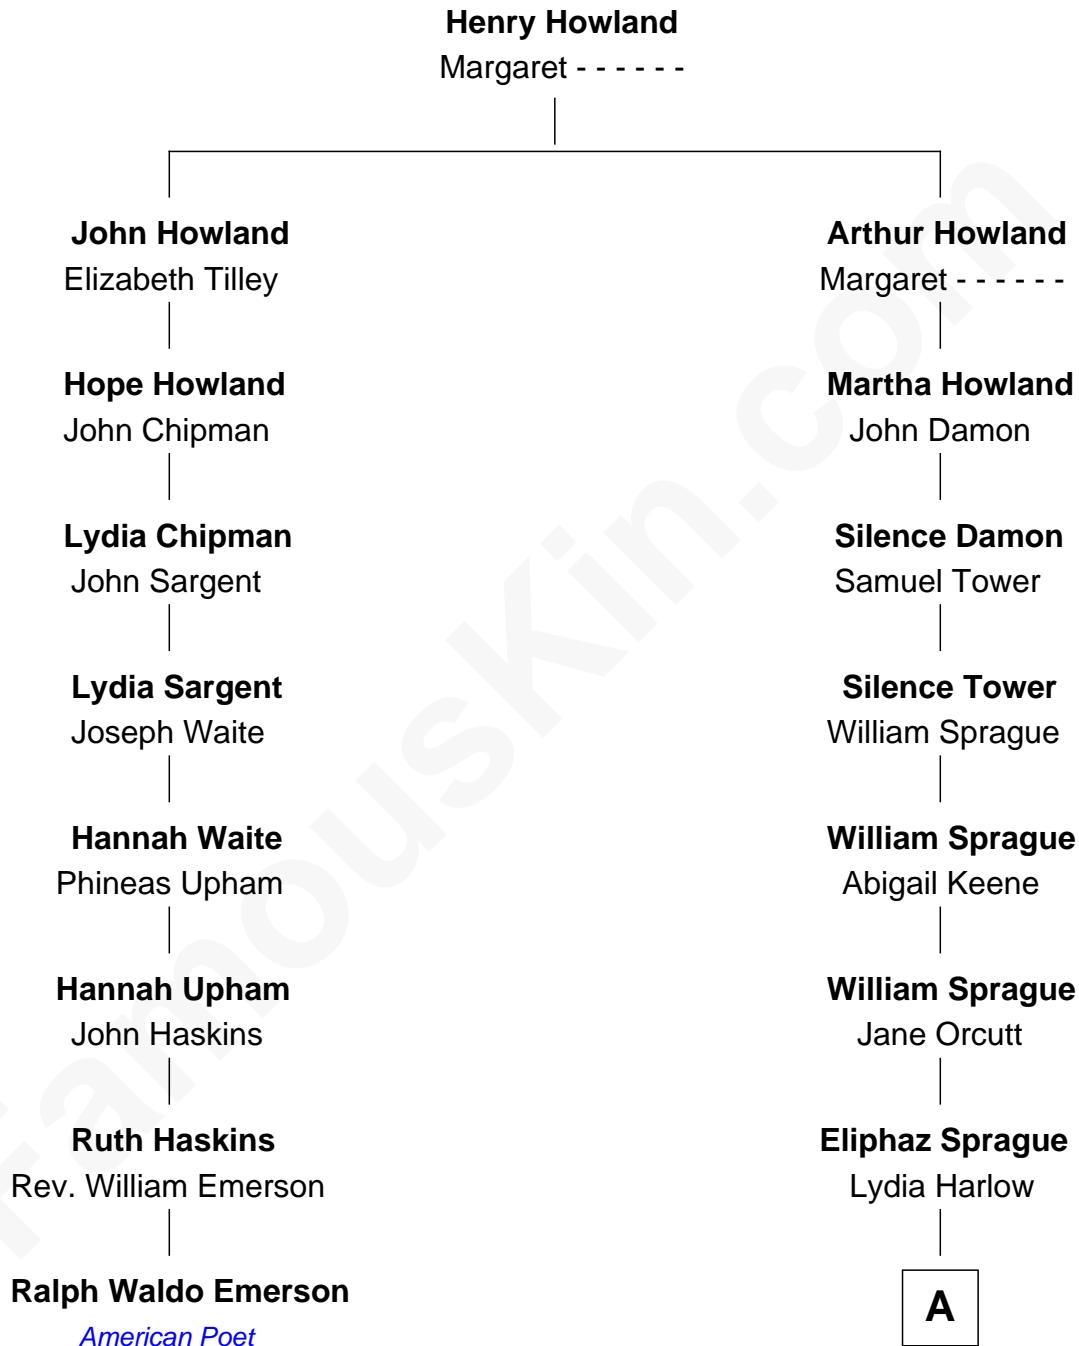 Henry Howland
Margaret - - - - - -
John Howland
Elizabeth Tilley
Arthur Howland
Margaret - - - - - -
Hope Howland
John Chipman
Martha Howland
John Damon
Lydia Chipman
John Sargent
Silence Damon
Samuel Tower
Lydia Sargent
Joseph Waite
Silence Tower
William Sprague
Hannah Waite
Phineas Upham
William Sprague
Abigail Keene
Hannah Upham
John Haskins
William Sprague
Jane Orcutt
Ruth Haskins
Rev. William Emerson
Eliphaz Sprague
Lydia Harlow
Ralph Waldo Emerson
American Poet
A
FamousKin.com